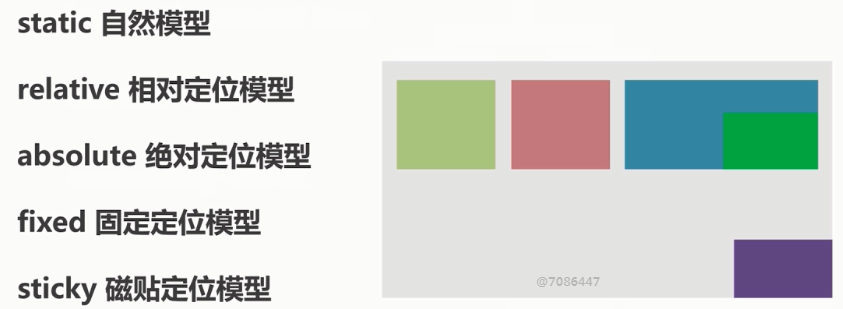 static 自然模型
relative 相对定位模型
absolute 绝对定位模型
fixed 固定定位模型
sticky 磁贴定位模型
@7086447